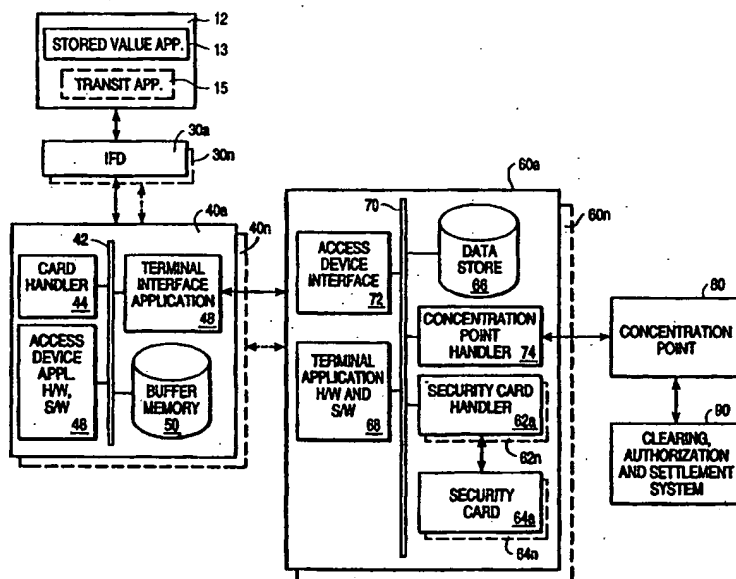 12
STORED VALUE APP.
13
TRANSIT APP.
15
30a
IFD
30n
40a
40n
42
CARD
HANDLER
44
TERMINAL
INTERFACE
APPLICATION
48
ACCESS
DEVICE
APPL.
H/W,
S/W
46
BUFFER
MEMORY
50
60a
60n
70
ACCESS
DEVICE
INTERFACE
72
DATA
STORE
66
TERMINAL
APPLICATION
H/W AND
S/W
68
CONCENTRATION
POINT
HANDLER
74
SECURITY CARD
HANDLER
62a
62n
SECURITY
CARD
64a
64n
80
CONCENTRATION
POINT
90
CLEARING,
AUTHORIZATION
AND SETTLEMENT
SYSTEM